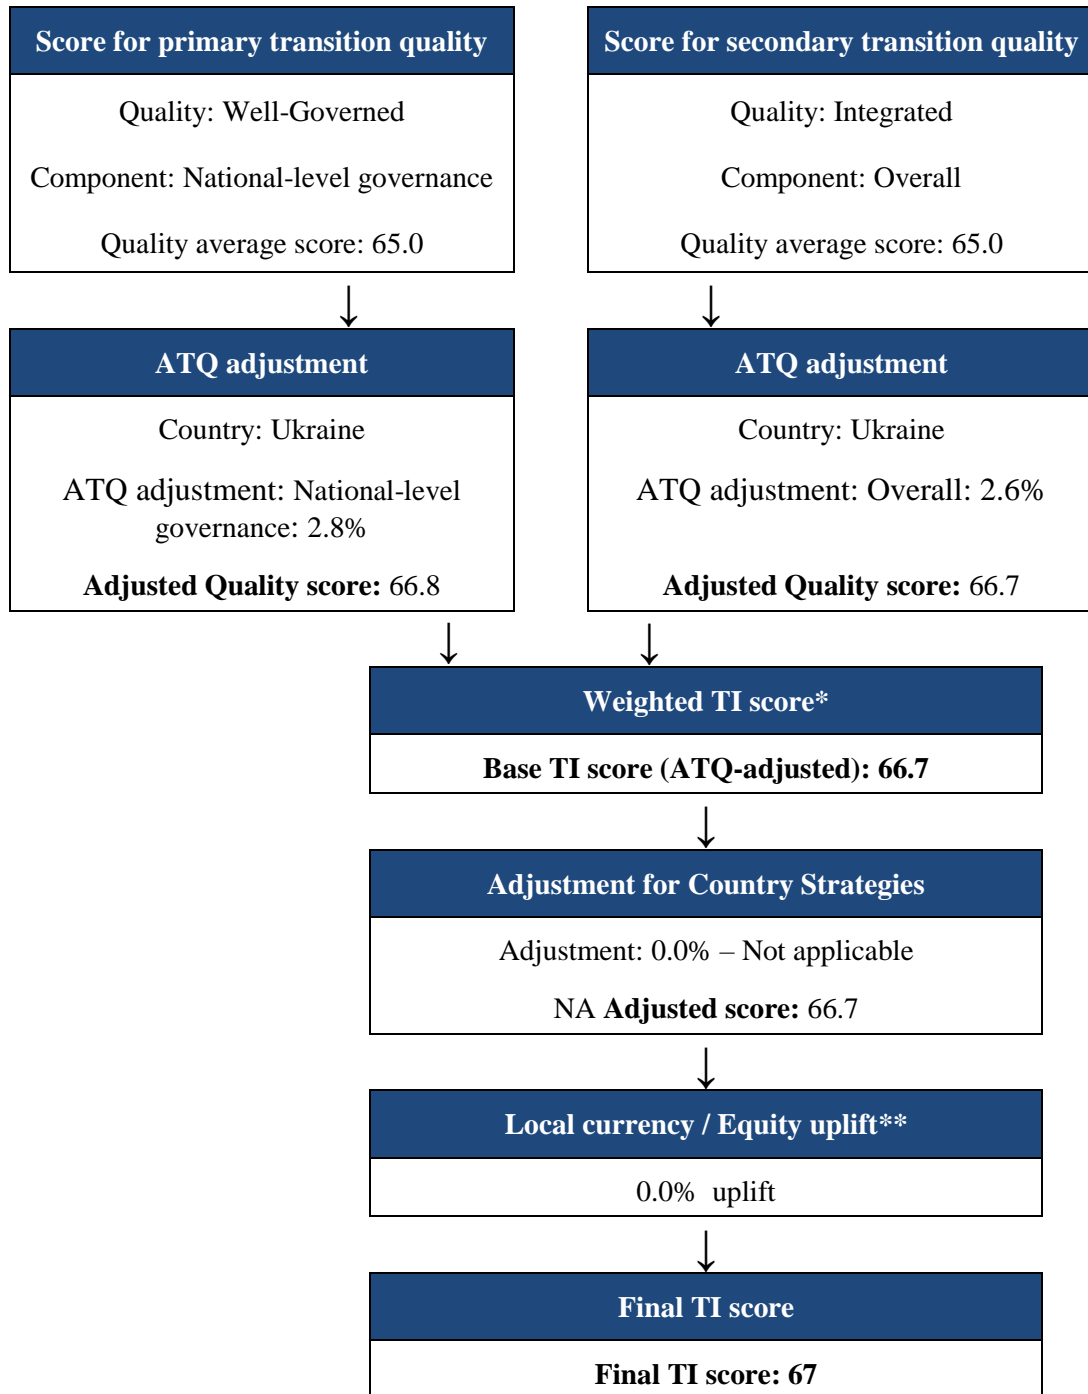 Score for primary transition quality
Quality: Well-Governed
Component: National-level governance
Quality average score: 65.0
Score for secondary transition quality
Quality: Integrated
Component: Overall
Quality average score: 65.0
ATQ adjustment
Country: Ukraine
ATQ adjustment: National-level
governance: 2.8%
Adjusted Quality score: 66.8
ATQ adjustment
Country: Ukraine
ATQ adjustment: Overall: 2.6%
Adjusted Quality score: 66.7
Weighted TI score*
Base TI score (ATQ-adjusted): 66.7
Adjustment for Country Strategies
Adjustment: 0.0% – Not applicable
NA Adjusted score: 66.7
Local currency / Equity uplift**
0.0% uplift
Final TI score
Final TI score: 67